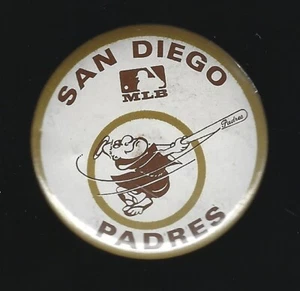 SAN DIEGO
MLB
Padres
PADRES